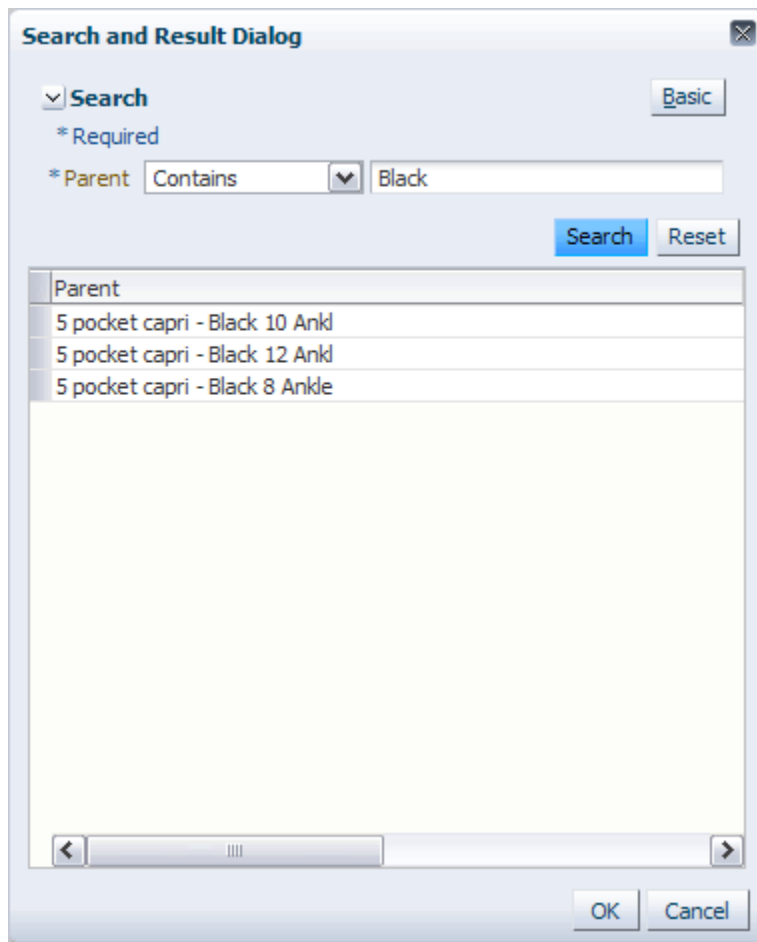 Search and Result Dialog
Search Basic
* Required
* Parent Contains Black
Search Reset
Parent
5 pocket capri - Black 10 Ankl
5 pocket capri - Black 12 Ankl
5 pocket capri - Black 8 Ankle
OK Cancel